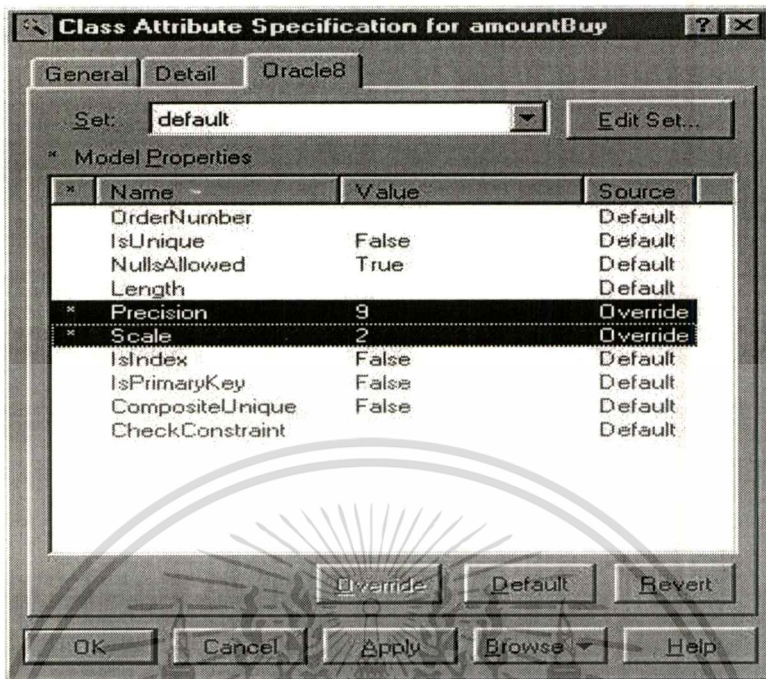 Class Attribute Specification for amountBuy ? ×
General Detail Oracle8
Set: default Edit Set...
* Model Properties
* Name Value Source
OrderNumber Default
IsUnique False Default
NullsAllowed True Default
Length Default
* Precision 9 Override
* Scale 2 Override
IsIndex False Default
IsPrimaryKey False Default
CompositeUnique False Default
CheckConstraint Default
Override Default Revert
OK Cancel Apply Browse Help